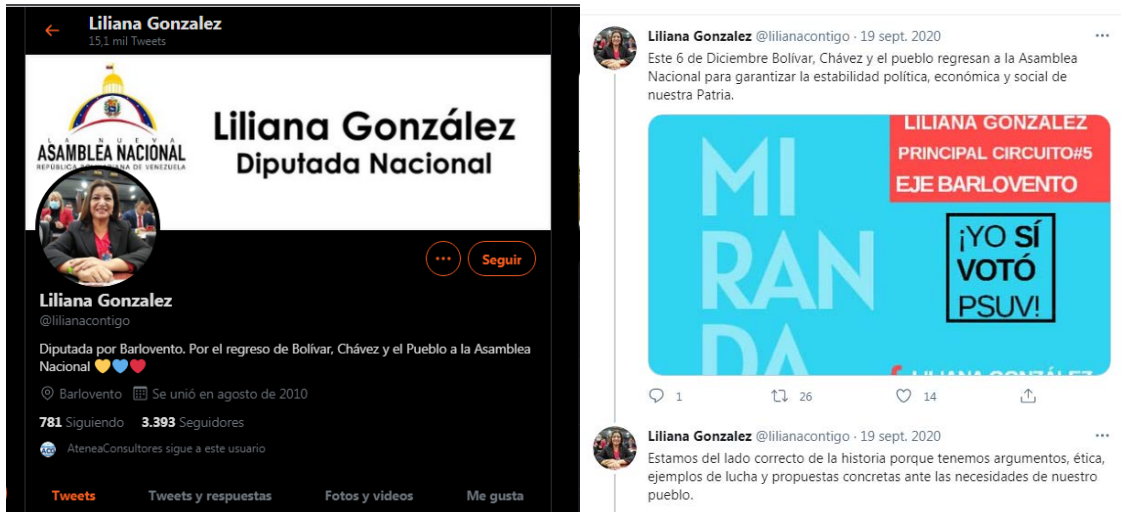 Liliana Gonzalez
15,1 mil Tweets
LA NUEVA
ASAMBLEA NACIONAL
REPÚBLICA BOLIVARIANA DE VENEZUELA
Liliana González
Diputada Nacional
Seguir
Liliana Gonzalez
@lilianacontigo
Diputada por Barlovento. Por el regreso de Bolívar, Chávez y el Pueblo a la Asamblea
Nacional 💛💙❤️
Barlovento Se unió en agosto de 2010
781 Siguiendo 3.393 Seguidores
AteneaConsultores sigue a este usuario
Tweets Tweets y respuestas Fotos y videos Me gusta
Liliana Gonzalez @lilianacontigo · 19 sept. 2020
Este 6 de Diciembre Bolívar, Chávez y el pueblo regresan a la Asamblea
Nacional para garantizar la estabilidad política, económica y social de
nuestra Patria.
LILIANA GONZÁLEZ
PRINCIPAL CIRCUITO#5
EJE BARLOVENTO
MI
RAN
DA
¡YO SÍ
VOTÓ
PSUV!
LILIANA GONZÁLEZ
1 26 14
Liliana Gonzalez @lilianacontigo · 19 sept. 2020
Estamos del lado correcto de la historia porque tenemos argumentos, ética,
ejemplos de lucha y propuestas concretas ante las necesidades de nuestro
pueblo.